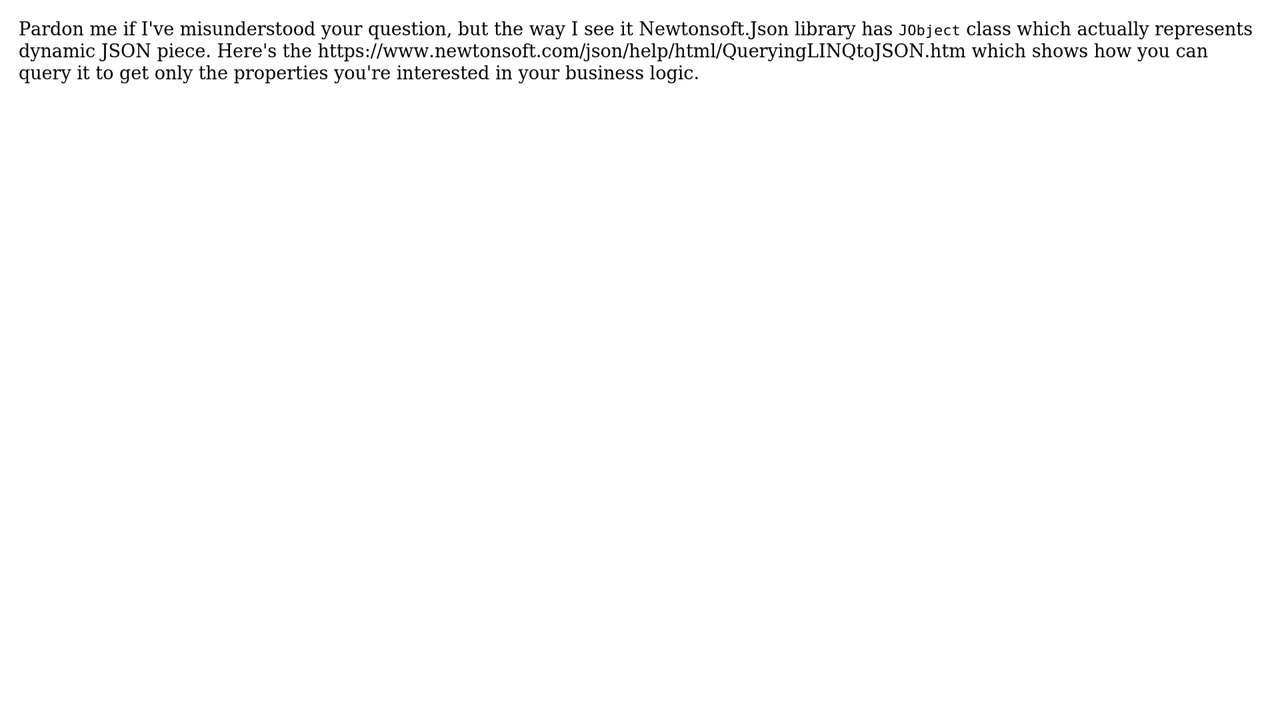 Pardon me if I've misunderstood your question, but the way I see it Newtonsoft.Json library has JObject class which actually represents
dynamic JSON piece. Here's the https://www.newtonsoft.com/json/help/html/QueryingLINQtoJSON.htm which shows how you can
query it to get only the properties you're interested in your business logic.